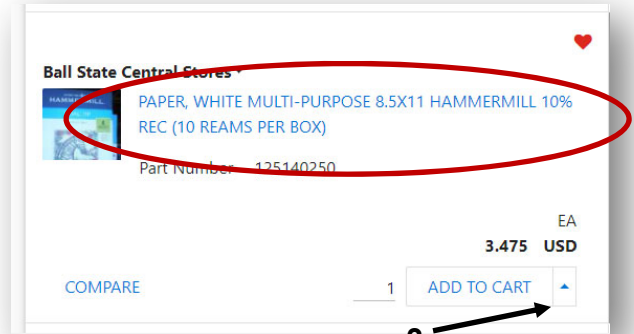 Ball State Central Stores
HAMMERMILL
PAPER, WHITE MULTI-PURPOSE 8.5X11 HAMMERMILL 10%
REC (10 REAMS PER BOX)
Part Number 125140250
EA
3.475 USD
COMPARE 1 ADD TO CART